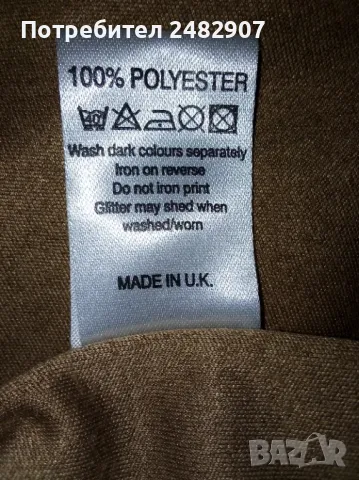 Потребител 2482907
100% POLYESTER
Wash dark colours separately
Iron on reverse
Do not iron print
Glitter may shed when
washed/worn
MADE IN U.K.
BAZAR